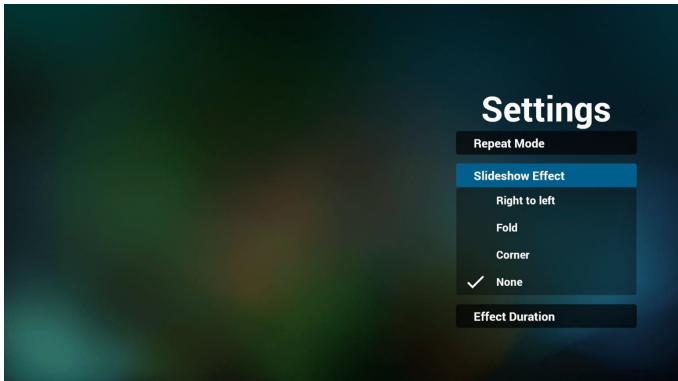 Settings
Repeat Mode
Slideshow Effect
Right to left
Fold
Corner
None
Effect Duration